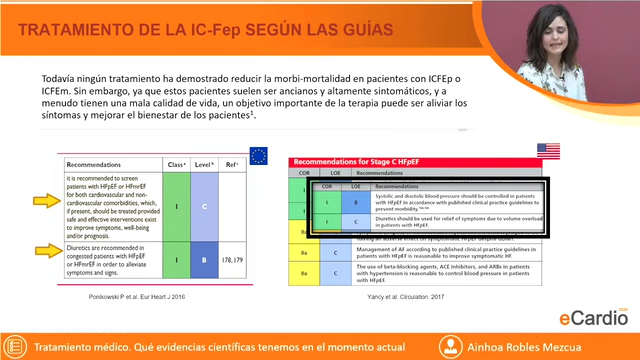 TRATAMIENTO DE LA IC-Fep SEGÚN LAS GUÍAS
Todavía ningún tratamiento ha demostrado reducir la morbi-mortalidad en pacientes con ICFEp o
ICFEm. Sin embargo, ya que estos pacientes suelen ser ancianos y altamente sintomáticos, y a
menudo tienen una mala calidad de vida, un objetivo importante de la terapia puede ser aliviar los
síntomas y mejorar el bienestar de los pacientes¹.
Recommendations Class ᵃ Level ᵇ Ref ᶜ
it is recommended to screen
patients with HFpEF or HFmrEF
for both cardiovascular and non-
cardiovascular comorbidities, which,
if present, should be treated provided
safe and effective interventions exist
to improve symptoms, well-being
and/or prognosis.
I C
Diuretics are recommended in
congested patients with HFpEF
or HFmrEF in order to alleviate
symptoms and signs.
I B 178, 179
Ponikowski P et al. Eur Heart J 2016
Recommendations for Stage C HFpEF
COR LOE Recommendations
COR LOE Recommendations
I B
Systolic and diastolic blood pressure should be controlled in patients
with HFpEF in accordance with published clinical practice guidelines to
prevent morbidity.
I C
Diuretics should be used for relief of symptoms due to volume overload
in patients with HFpEF.
IIa C
IIa C
Management of AF according to published clinical practice guidelines in
patients with HFpEF is reasonable to improve symptomatic HF.
IIa C
The use of beta-blocking agents, ACE inhibitors, and ARBs in patients with
hypertension is reasonable to control blood pressure in patients with
HFpEF.
Yancy et al. Circulation. 2017
eCardio
Tratamiento médico. Qué evidencias científicas tenemos en el momento actual
Ainhoa Robles Mezcua